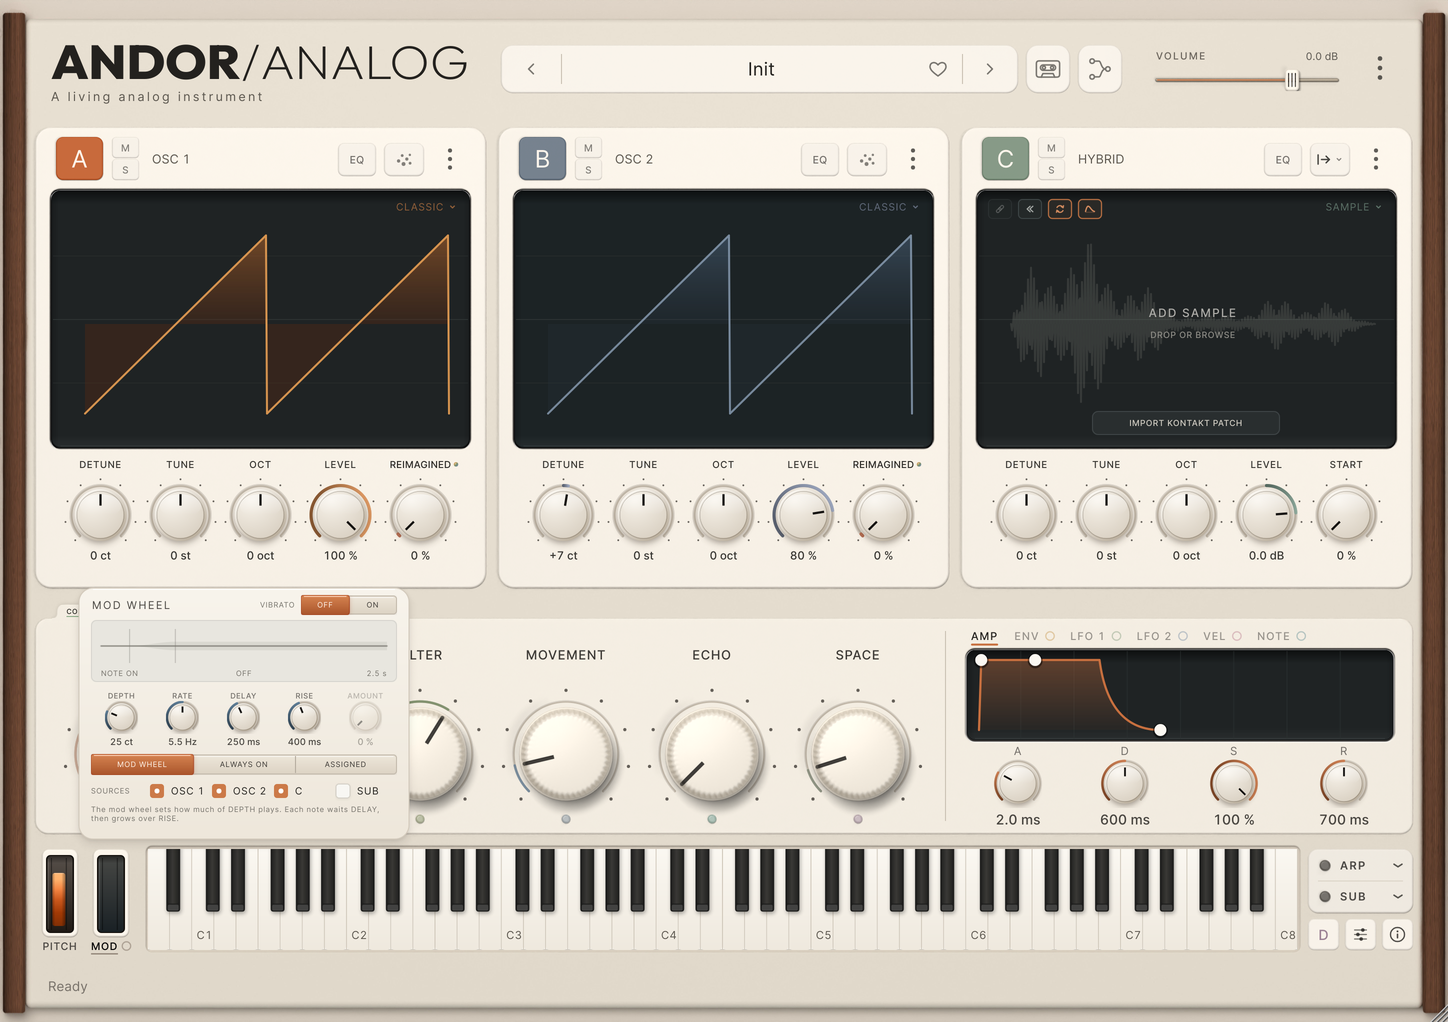 ANDOR/ANALOG
A living analog instrument
Init
VOLUME 0.0 dB
A M S OSC 1 EQ
B M S OSC 2 EQ
C M S HYBRID EQ
CLASSIC
CLASSIC
SAMPLE
ADD SAMPLE
DROP OR BROWSE
IMPORT KONTAKT PATCH
DETUNE TUNE OCT LEVEL REIMAGINED
0 ct 0 st 0 oct 100 % 0 %
DETUNE TUNE OCT LEVEL REIMAGINED
+7 ct 0 st 0 oct 80 % 0 %
DETUNE TUNE OCT LEVEL START
0 ct 0 st 0 oct 0.0 dB 0 %
CO
MOD WHEEL VIBRATO OFF ON
NOTE ON OFF 2.5 s
DEPTH RATE DELAY RISE AMOUNT
25 ct 5.5 Hz 250 ms 400 ms 0 %
MOD WHEEL ALWAYS ON ASSIGNED
SOURCES OSC 1 OSC 2 C SUB
The mod wheel sets how much of DEPTH plays. Each note waits DELAY,
then grows over RISE.
LTER MOVEMENT ECHO SPACE
AMP ENV LFO 1 LFO 2 VEL NOTE
A D S R
2.0 ms 600 ms 100 % 700 ms
PITCH MOD
C1 C2 C3 C4 C5 C6 C7 C8
ARP
SUB
D
Ready